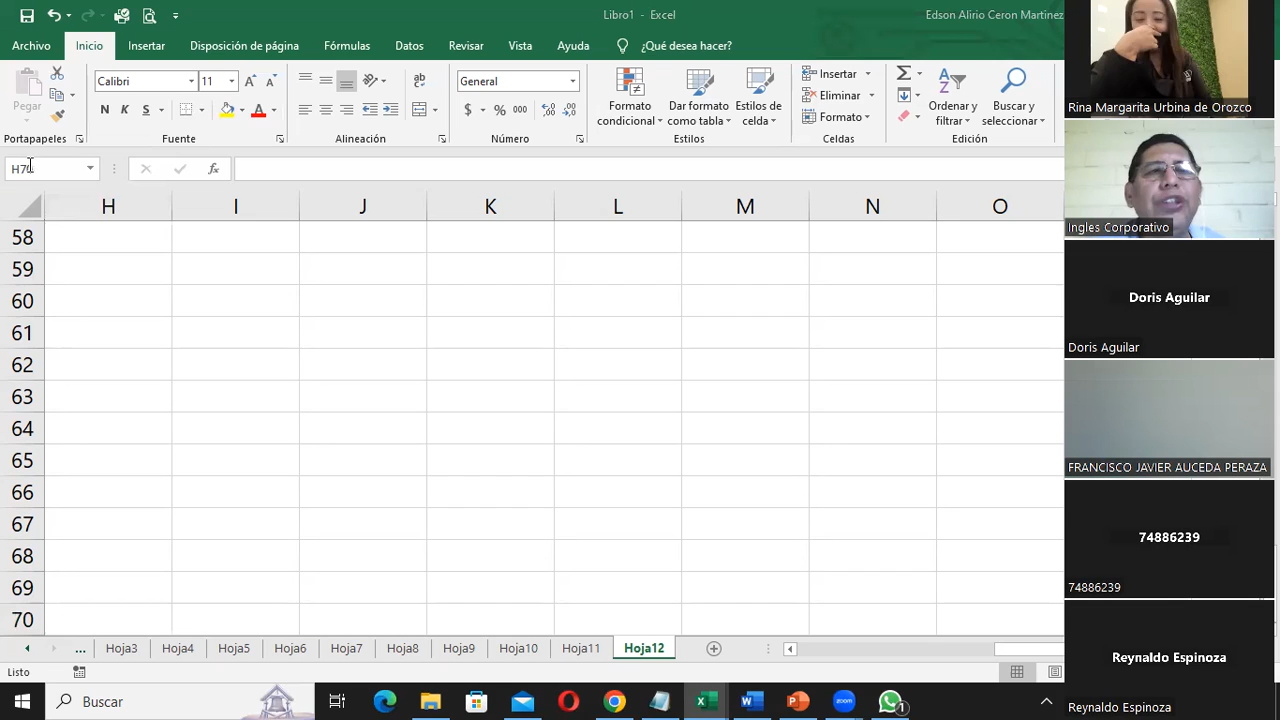 Libro1 - Excel
Edson Alirio Ceron Martinez
Archivo Inicio Insertar Disposición de página Fórmulas Datos Revisar Vista Ayuda ¿Qué desea hacer?
Pegar
Calibri 11
N K S
General
$ % 000
Formato condicional
Dar formato como tabla
Estilos de celda
Insertar
Eliminar
Formato
Ordenar y filtrar
Buscar y seleccionar
Portapapeles Fuente Alineación Número Estilos Celdas Edición
H70 fx
H I J K L M N O
58
59
60
61
62
63
64
65
66
67
68
69
70
... Hoja3 Hoja4 Hoja5 Hoja6 Hoja7 Hoja8 Hoja9 Hoja10 Hoja11 Hoja12
Listo
Buscar
zoom
1
Rina Margarita Urbina de Orozco
Ingles Corporativo
Doris Aguilar
Doris Aguilar
FRANCISCO JAVIER AUCEDA PERAZA
74886239
74886239
Reynaldo Espinoza
Reynaldo Espinoza